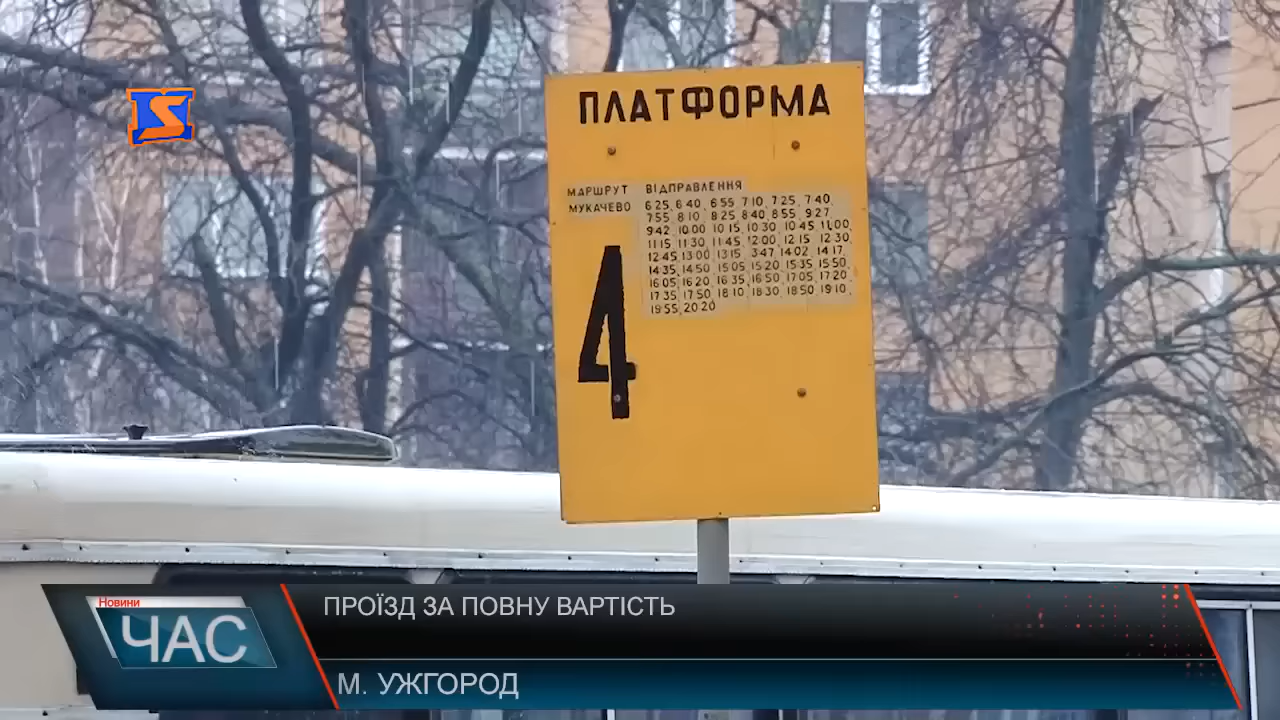 ПЛАТФОРМА
МАРШРУТ ВІДПРАВЛЕННЯ
МУКАЧЕВО 6 25, 6 40, 6 55, 7 10, 7 25, 7 40,
7 55, 8 10, 8 25, 8 40, 8 55, 9 27,
9 42, 10 00, 10 15, 10 30, 10 45, 11 00,
11 15, 11 30, 11 45, 12 00, 12 15, 12 30,
12 45, 13 00, 13 15, 3 47, 14 02, 14 17,
14 35, 14 50, 15 05, 15 20, 15 35, 15 50,
16 05, 16 20, 16 35, 16 50, 17 05, 17 20,
17 35, 17 50, 18 10, 18 30, 18 50, 19 10,
19 55, 20 20
4
Новини
ЧАС
ПРОЇЗД ЗА ПОВНУ ВАРТІСТЬ
М. УЖГОРОД